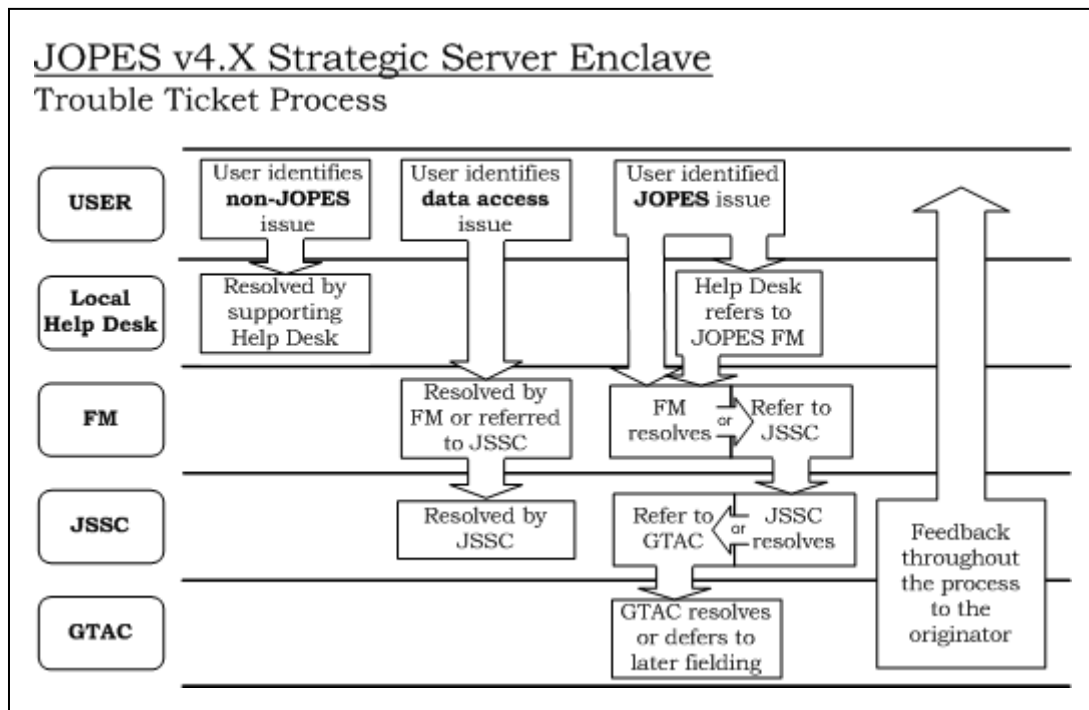 JOPES v4.X Strategic Server Enclave
Trouble Ticket Process
USER
User identifies
non-JOPES
issue
User identifies
data access
issue
User identified
JOPES issue
Local
Help Desk
Resolved by
supporting
Help Desk
Help Desk
refers to
JOPES FM
FM
Resolved by
FM or referred
to JSSC
FM
resolves
or
Refer to
JSSC
JSSC
Resolved by
JSSC
Refer to
GTAC
or
JSSC
resolves
GTAC
GTAC resolves
or defers to
later fielding
Feedback
throughout
the process
to the
originator